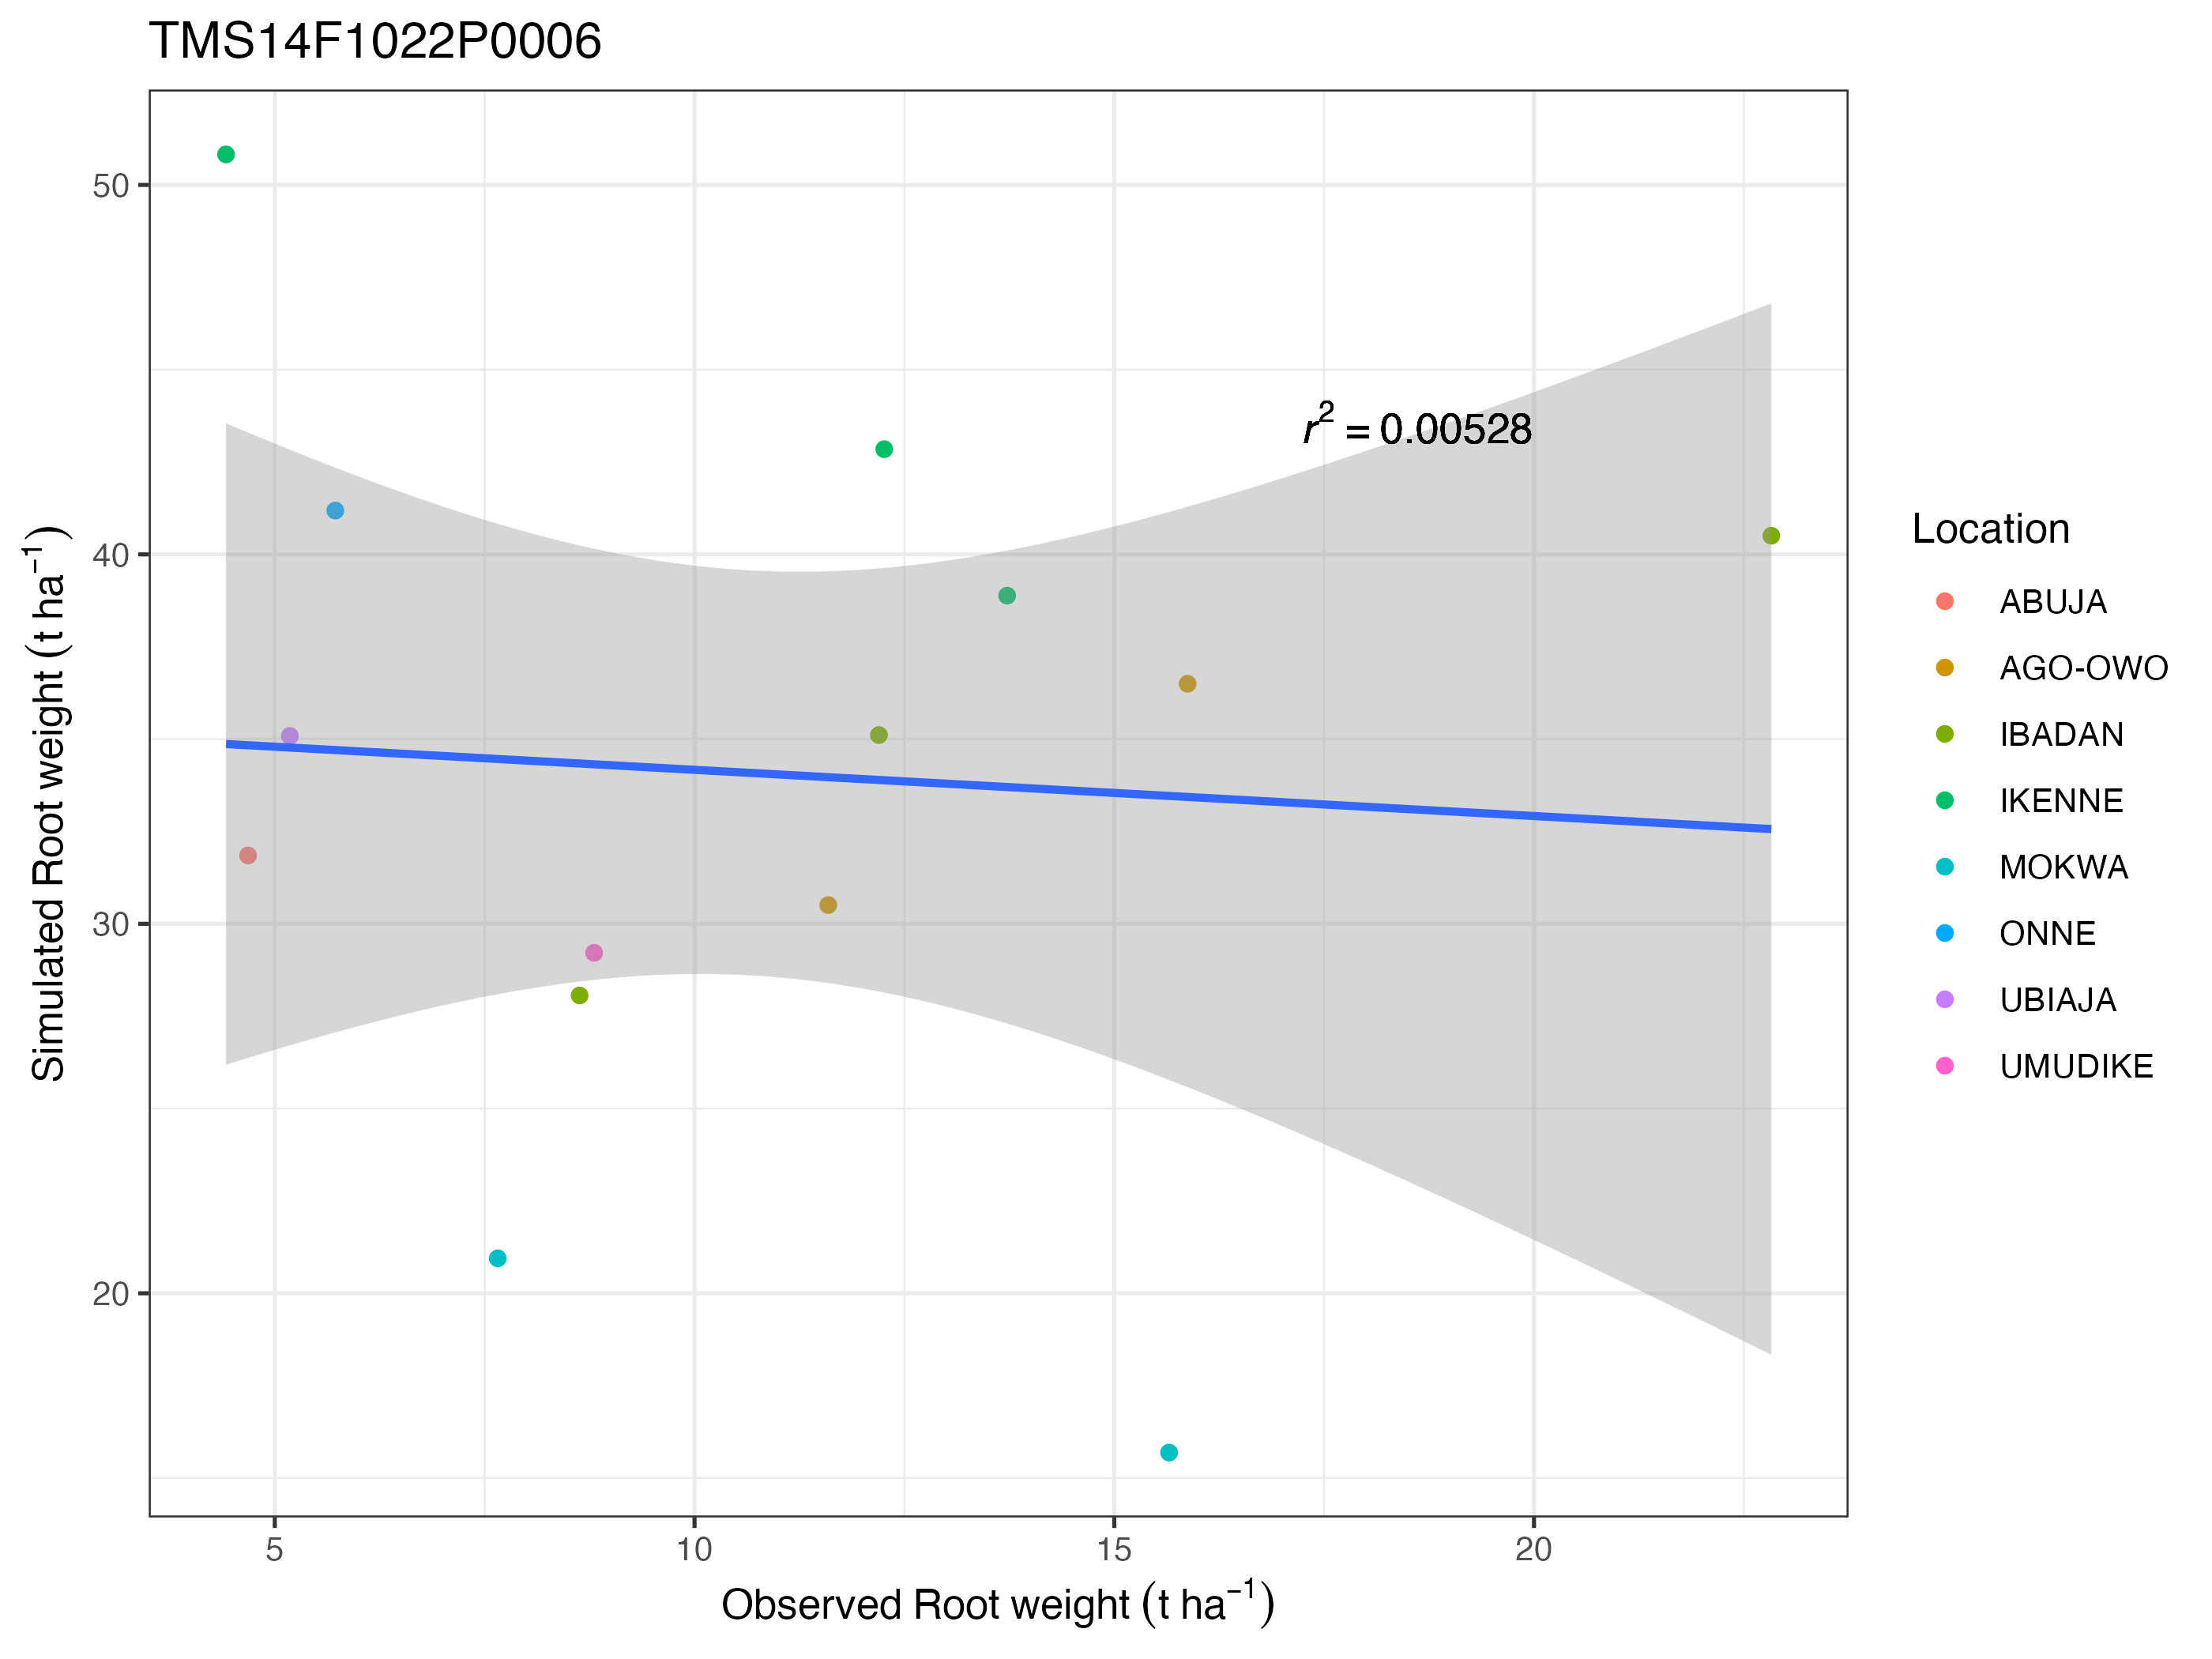 TMS14F1022P0006
50
40
30
20
Simulated Root weight (t ha⁻¹)
r² = 0.00528
5 10 15 20
Observed Root weight (t ha⁻¹)
Location
ABUJA
AGO-OWO
IBADAN
IKENNE
MOKWA
ONNE
UBIAJA
UMUDIKE